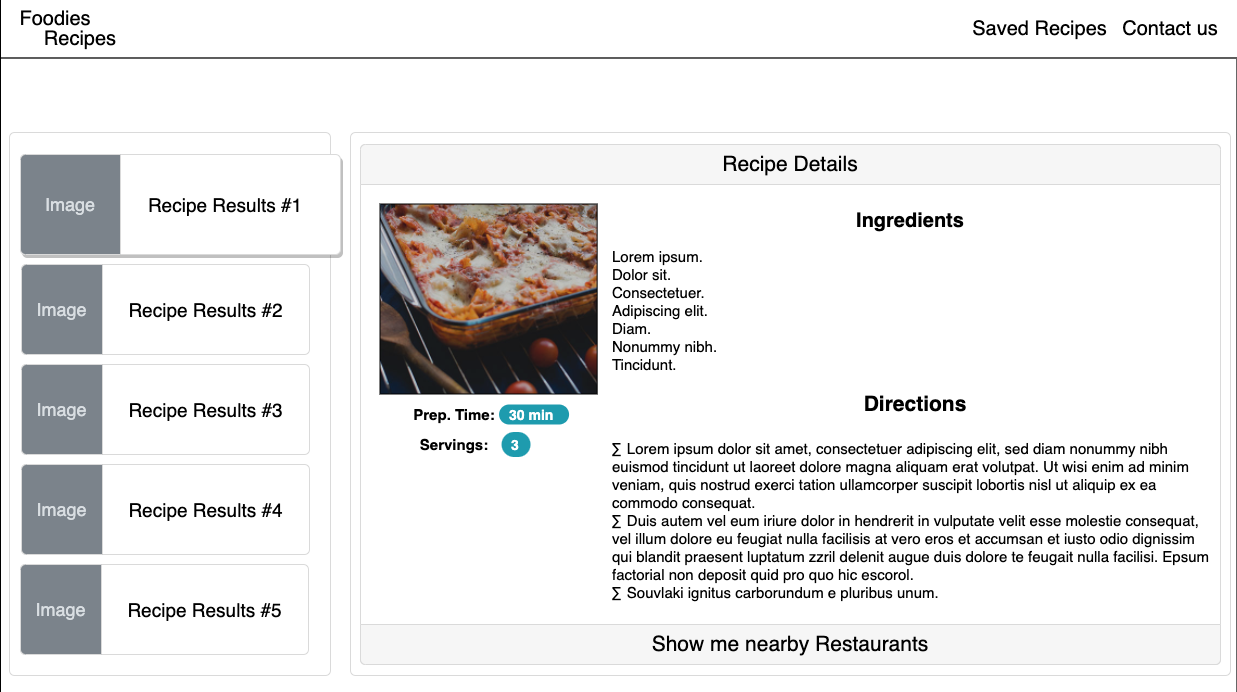 Foodies
Recipes
Saved Recipes Contact us
Image
Recipe Results #1
Image
Recipe Results #2
Image
Recipe Results #3
Image
Recipe Results #4
Image
Recipe Results #5
Recipe Details
Prep. Time: 30 min
Servings: 3
Ingredients
Lorem ipsum.
Dolor sit.
Consectetuer.
Adipiscing elit.
Diam.
Nonummy nibh.
Tincidunt.
Directions
∑ Lorem ipsum dolor sit amet, consectetuer adipiscing elit, sed diam nonummy nibh
euismod tincidunt ut laoreet dolore magna aliquam erat volutpat. Ut wisi enim ad minim
veniam, quis nostrud exerci tation ullamcorper suscipit lobortis nisl ut aliquip ex ea
commodo consequat.
∑ Duis autem vel eum iriure dolor in hendrerit in vulputate velit esse molestie consequat,
vel illum dolore eu feugiat nulla facilisis at vero eros et accumsan et iusto odio dignissim
qui blandit praesent luptatum zzril delenit augue duis dolore te feugait nulla facilisi. Epsum
factorial non deposit quid pro quo hic escorol.
∑ Souvlaki ignitus carborundum e pluribus unum.
Show me nearby Restaurants